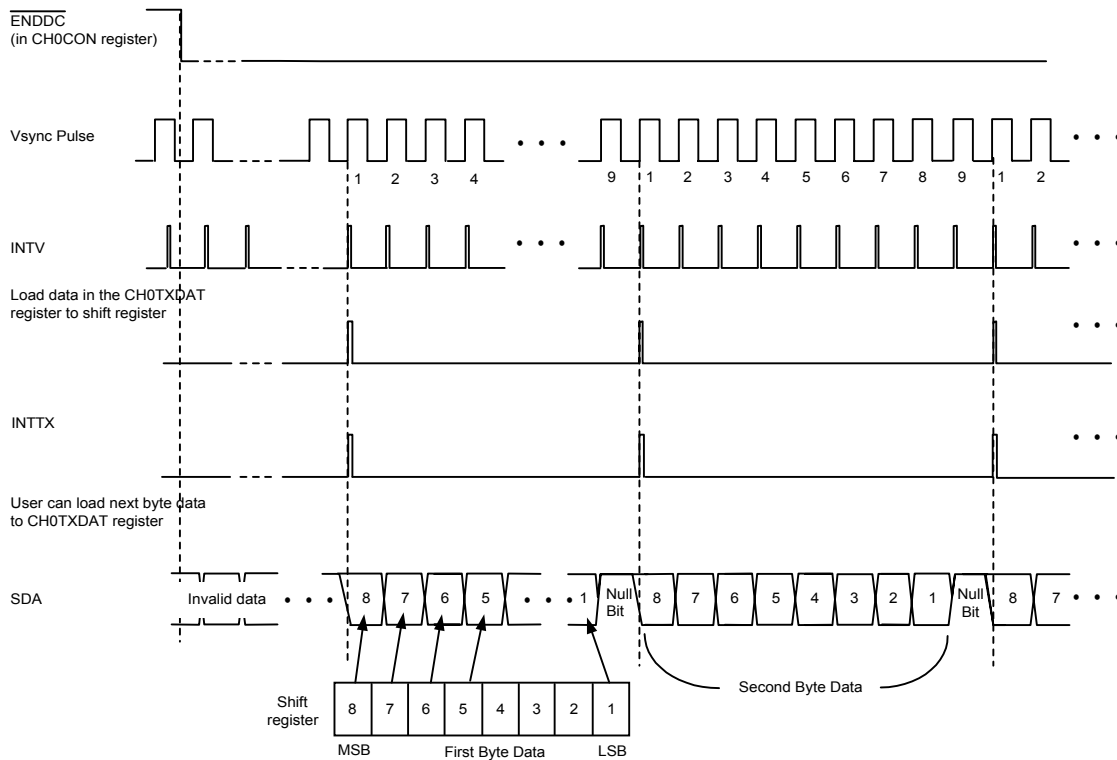 ENDDC
(in CH0CON register)
Vsync Pulse
1 2 3 4 9 1 2 3 4 5 6 7 8 9 1 2
INTV
Load data in the CH0TXDAT
register to shift register
INTTX
User can load next byte data
to CH0TXDAT register
SDA
Invalid data
8 7 6 5 1 Null
Bit
8 7 6 5 4 3 2 1 Null
Bit
8 7
Second Byte Data
Shift
register
8 7 6 5 4 3 2 1
MSB First Byte Data LSB